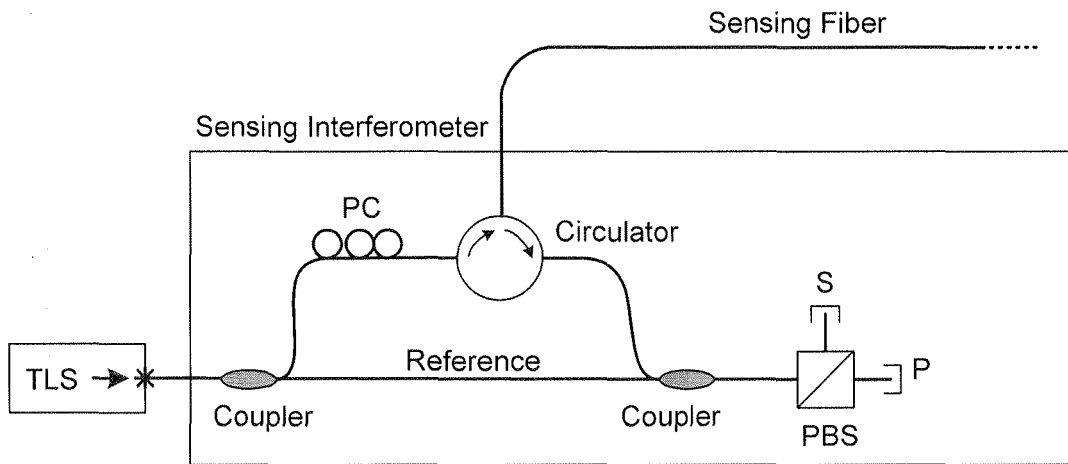 Sensing Fiber
Sensing Interferometer
PC
Circulator
S
TLS
Reference
P
Coupler
Coupler
PBS